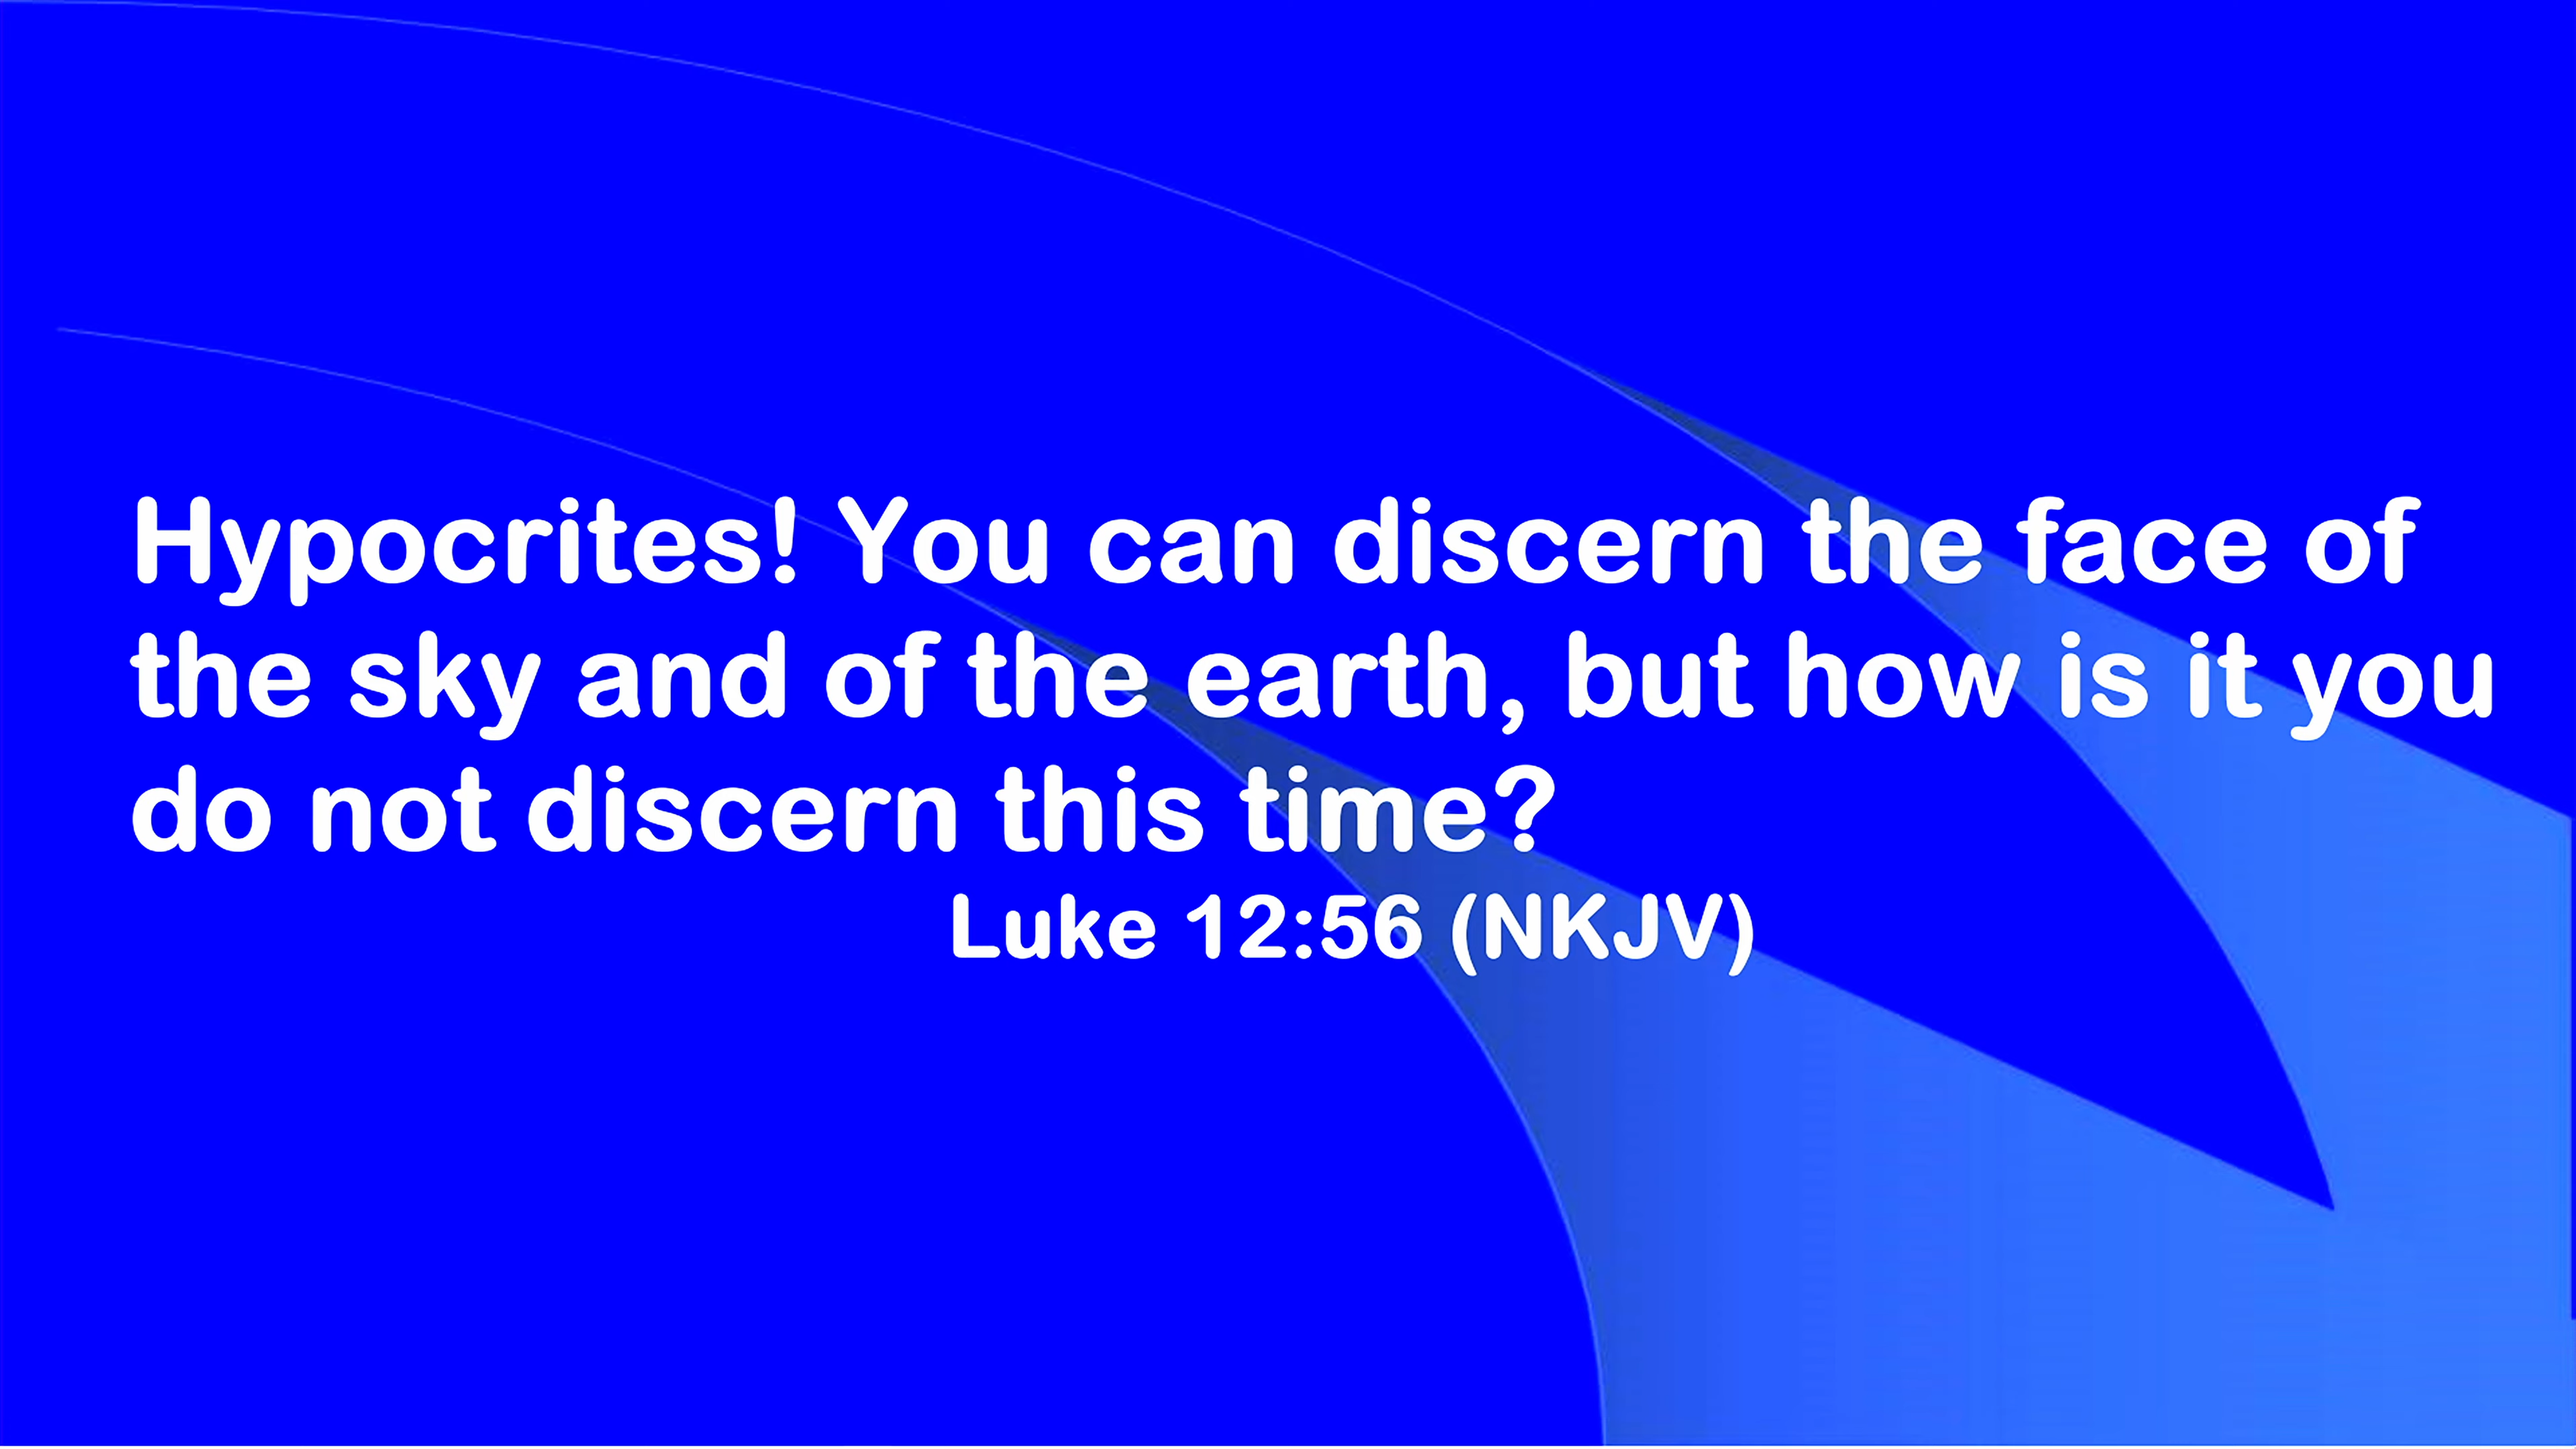 Hypocrites! You can discern the face of
the sky and of the earth, but how is it you
do not discern this time?
Luke 12:56 (NKJV)